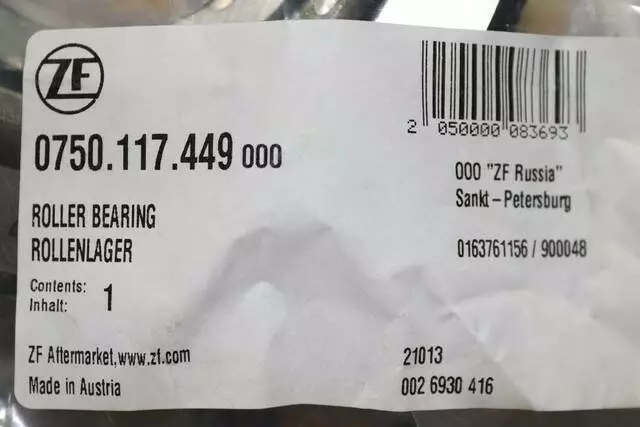 ZF
0750.117.449 000
ROLLER BEARING
ROLLENLAGER
Contents:
Inhalt: 1
ZF Aftermarket,www.zf.com
Made in Austria
2 050000 083693
000 "ZF Russia"
Sankt-Petersburg
0163761156 / 900048
21013
002 6930 416